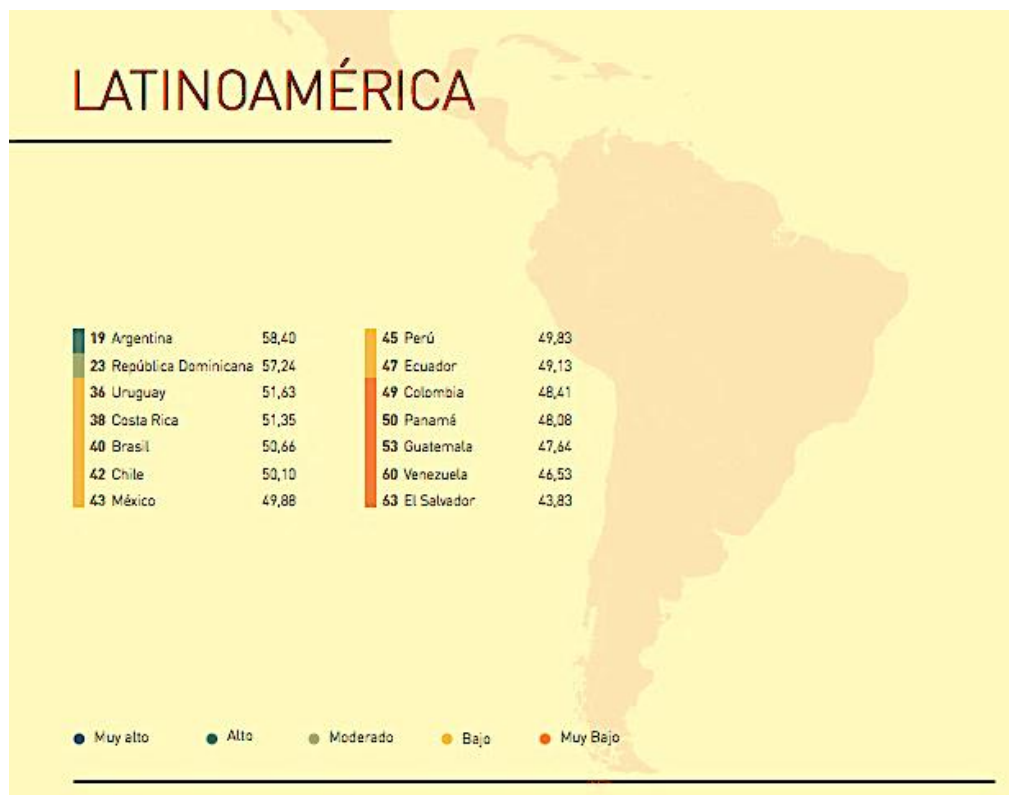 LATINOAMÉRICA
19 Argentina 58,40
23 República Dominicana 57,24
36 Uruguay 51,63
38 Costa Rica 51,35
40 Brasil 50,66
42 Chile 50,10
43 México 49,88
45 Perú 49,83
47 Ecuador 49,13
49 Colombia 48,41
50 Panamá 48,08
53 Guatemala 47,64
60 Venezuela 46,53
63 El Salvador 43,83
Muy alto Alto Moderado Bajo Muy Bajo